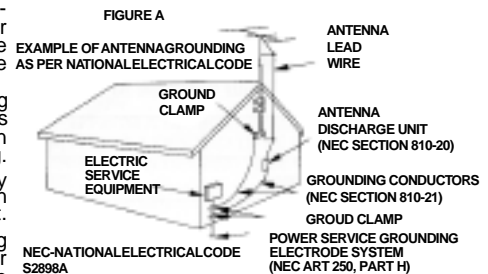 FIGURE A
EXAMPLE OF ANTENNAGROUNDING
AS PER NATIONALELECTRICALCODE
ANTENNA
LEAD
WIRE
GROUND
CLAMP
ANTENNA
DISCHARGE UNIT
(NEC SECTION 810-20)
ELECTRIC
SERVICE
EQUIPMENT
GROUNDING CONDUCTORS
(NEC SECTION 810-21)
GROUD CLAMP
POWER SERVICE GROUNDING
ELECTRODE SYSTEM
(NEC ART 250, PART H)
NEC-NATIONALELECTRICALCODE
S2898A